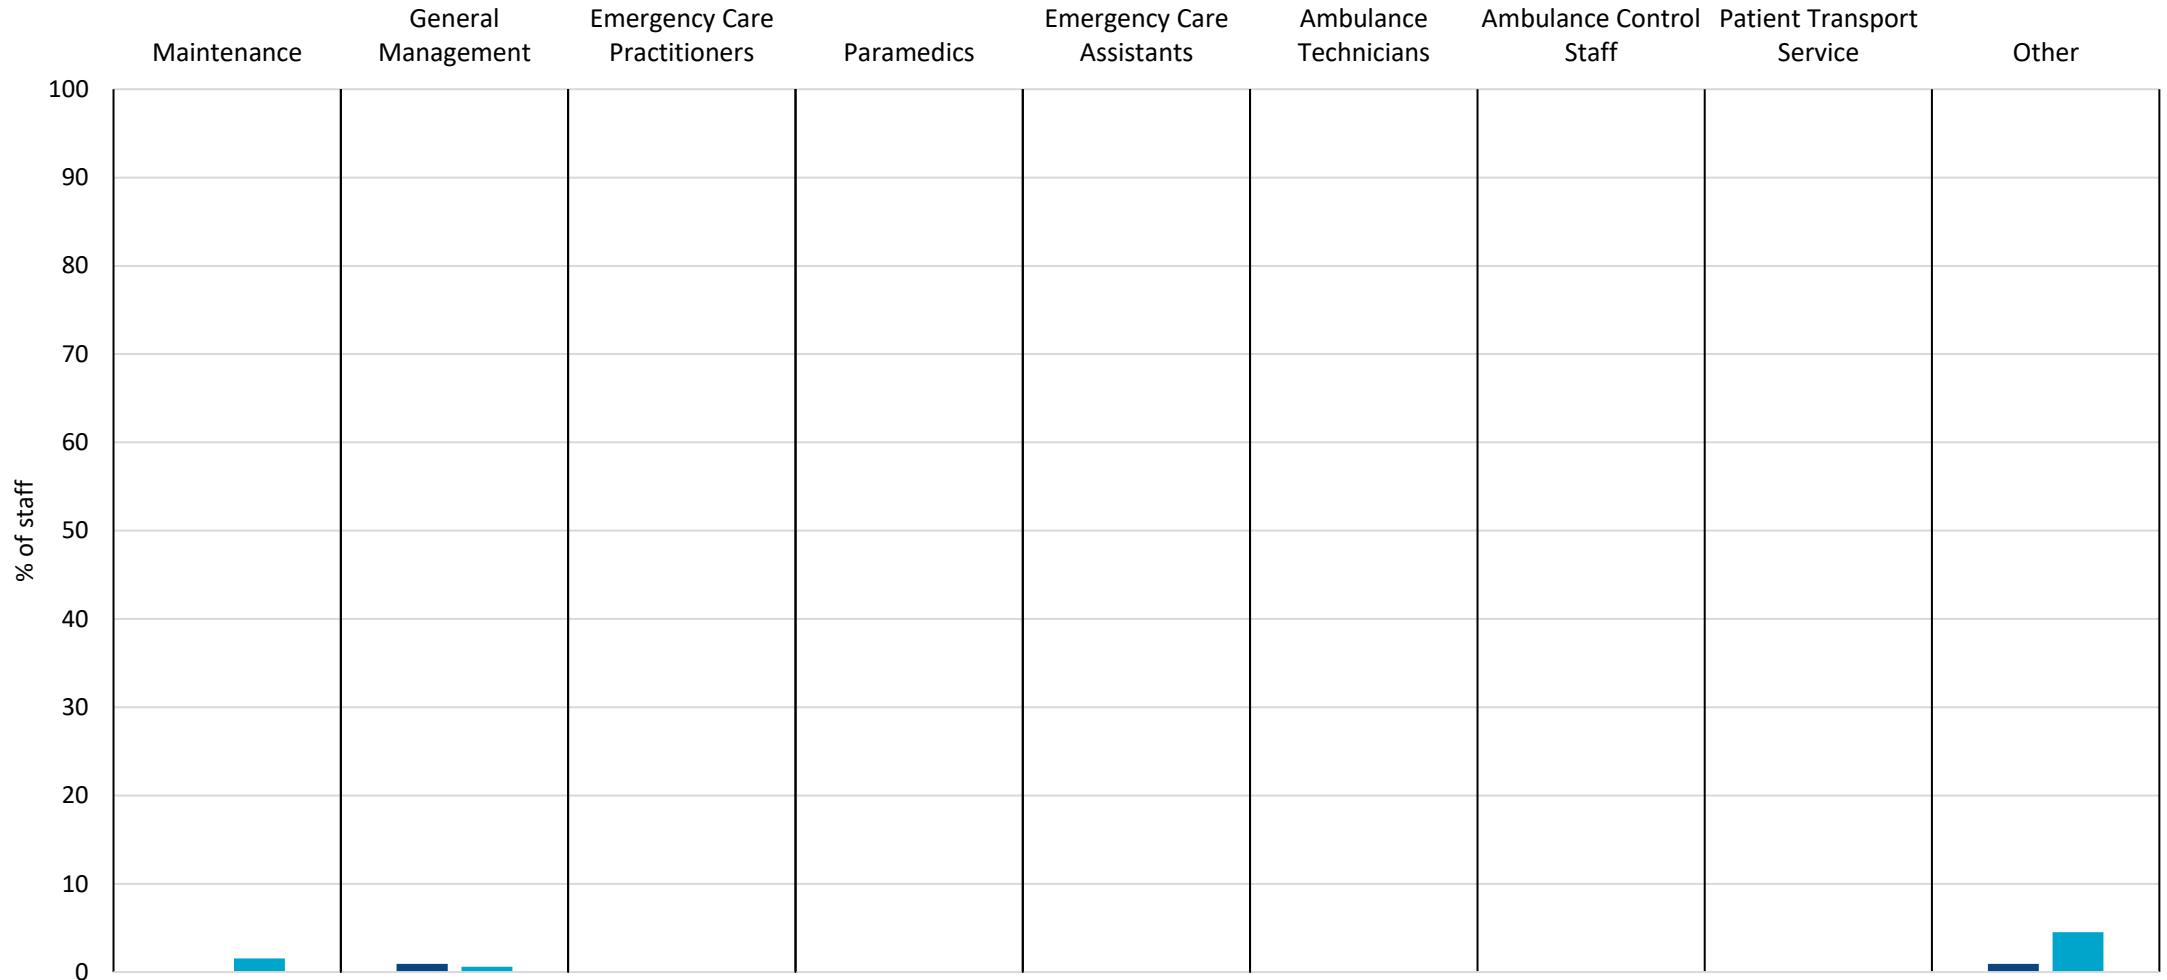 Maintenance
General
Management
Emergency Care
Practitioners
Paramedics
Emergency Care
Assistants
Ambulance
Technicians
Ambulance Control
Staff
Patient Transport
Service
Other
100
90
80
70
60
50
40
30
20
10
0
% of staff